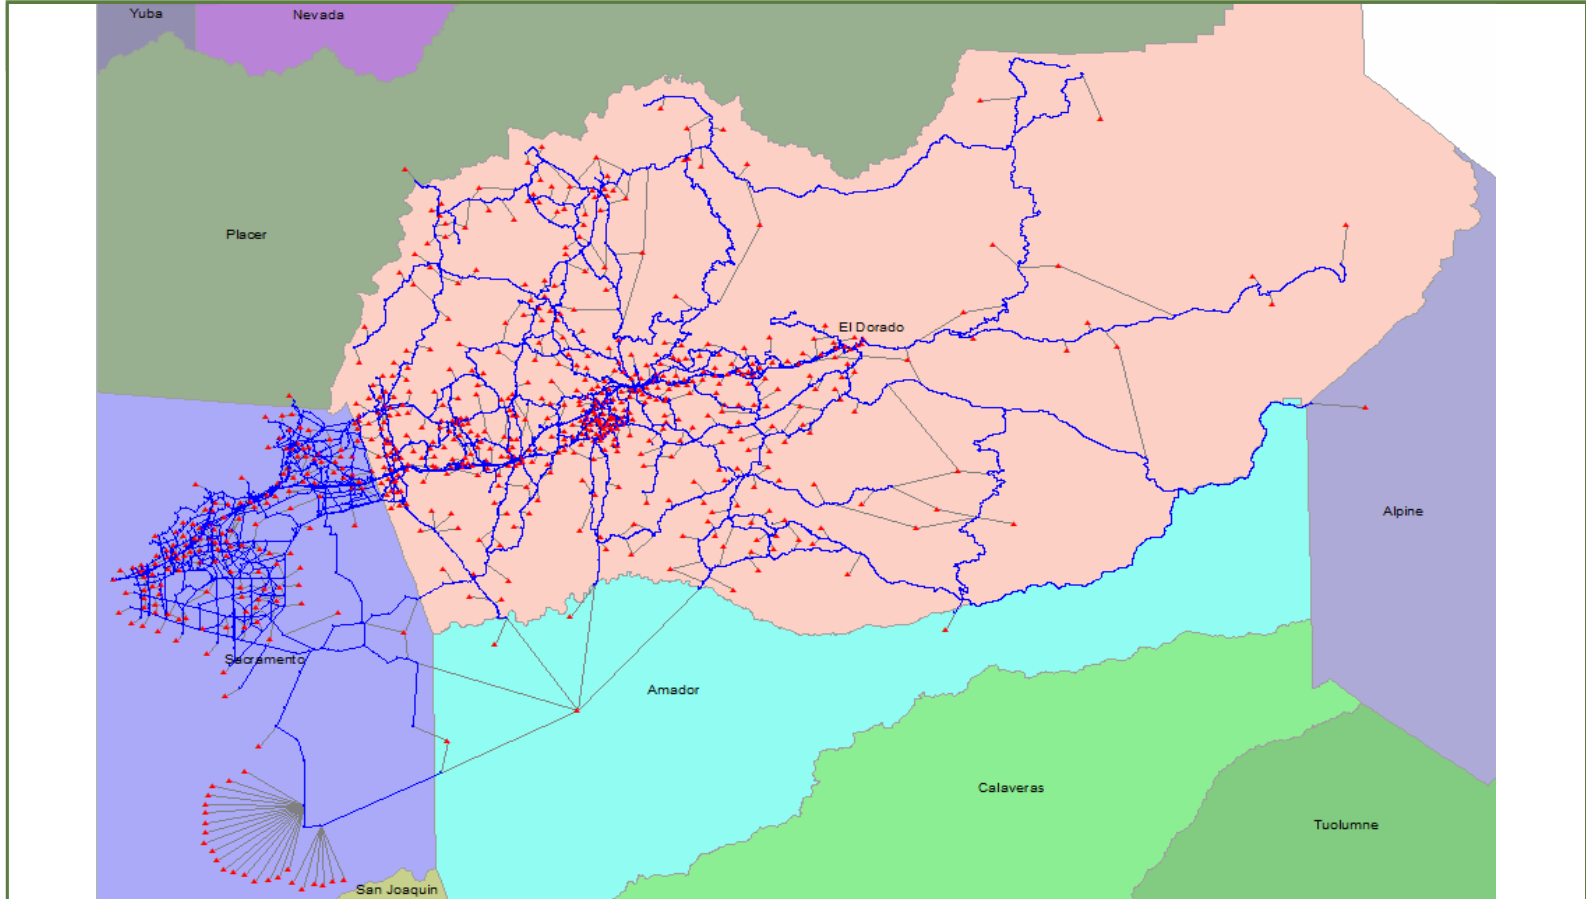 Yuba
Nevada
Placer
El Dorado
Alpine
Sacramento
Amador
Calaveras
Tuolumne
San Joaquin